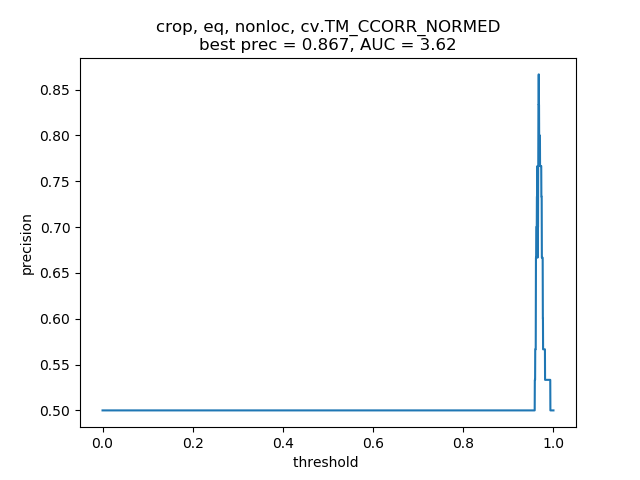 crop, eq, nonloc, cv.TM_CCORR_NORMED
best prec = 0.867, AUC = 3.62
0.85
0.80
0.75
0.70
0.65
0.60
0.55
0.50
precision
0.0 0.2 0.4 0.6 0.8 1.0
threshold